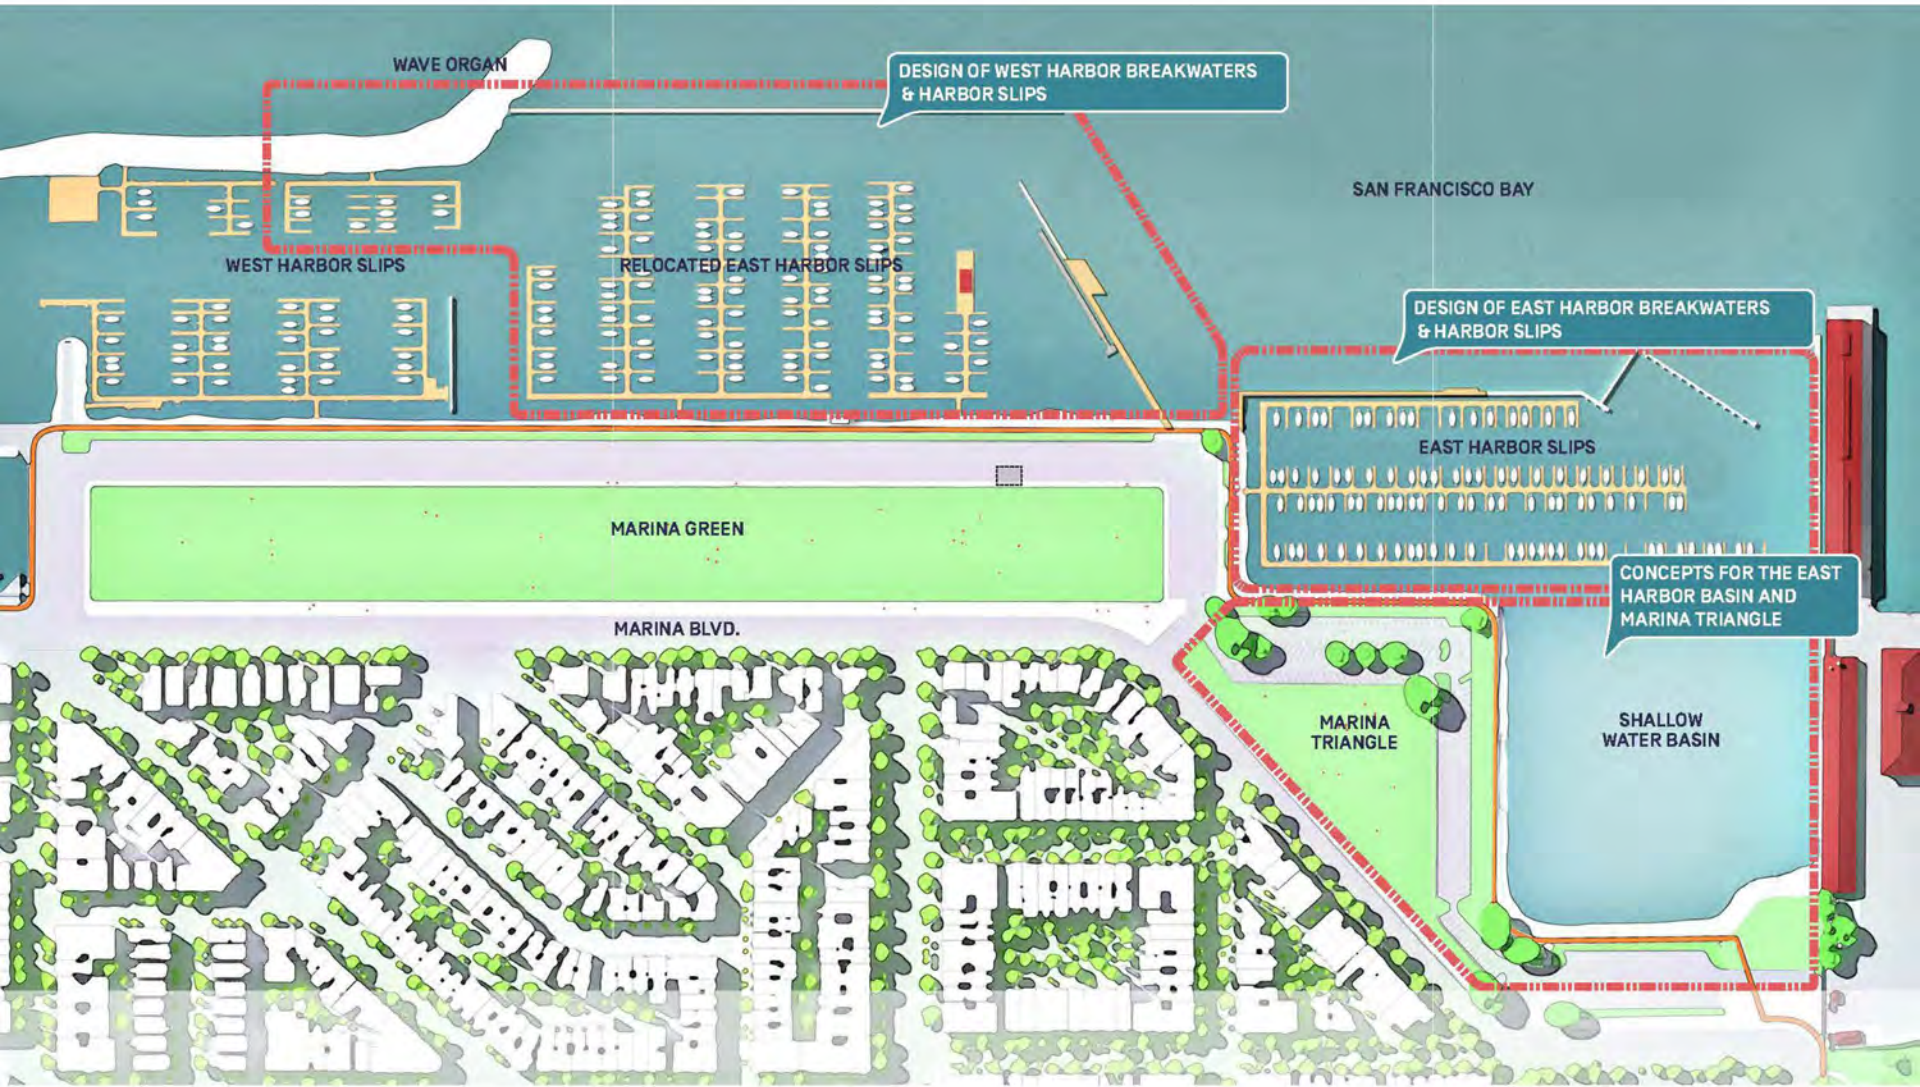 WAVE ORGAN
DESIGN OF WEST HARBOR BREAKWATERS
& HARBOR SLIPS
SAN FRANCISCO BAY
WEST HARBOR SLIPS
RELOCATED EAST HARBOR SLIPS
DESIGN OF EAST HARBOR BREAKWATERS
& HARBOR SLIPS
EAST HARBOR SLIPS
MARINA GREEN
CONCEPTS FOR THE EAST
HARBOR BASIN AND
MARINA TRIANGLE
MARINA BLVD.
MARINA
TRIANGLE
SHALLOW
WATER BASIN